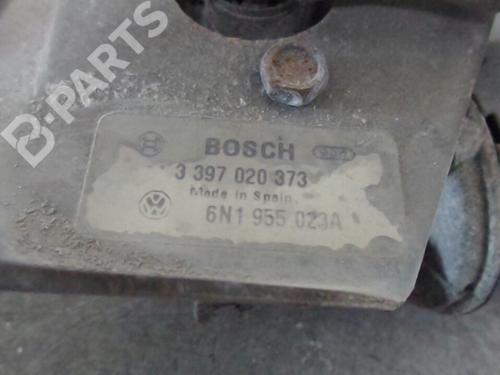 B-PARTS
BOSCH
3 397 020 373
Made in Spain
6N1 955 023A